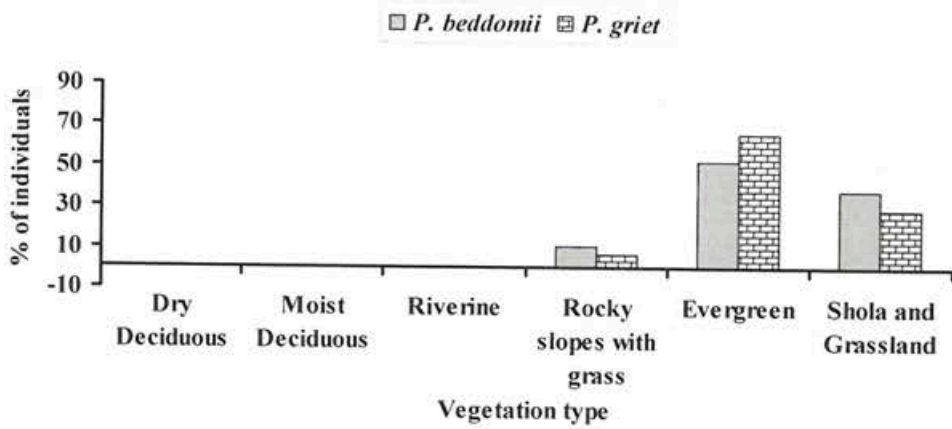 P. beddomii P. griet
% of individuals
90
70
50
30
10
-10
Dry
Deciduous
Moist
Deciduous
Riverine
Rocky
slopes with
grass
Evergreen
Shola and
Grassland
Vegetation type